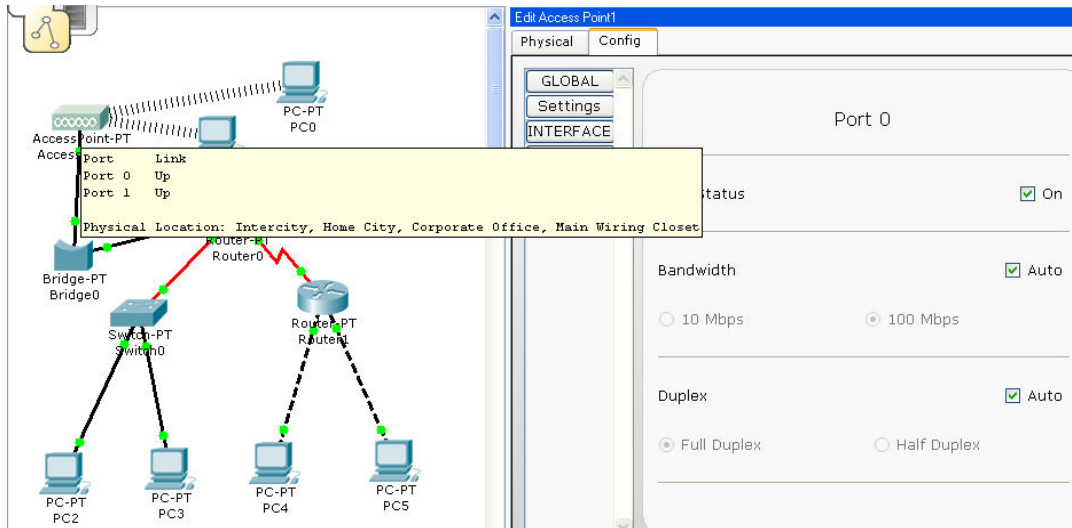 PC-PT
PC0
AccessPoint-PT
Access
Port Link
Port 0 Up
Port 1 Up
Physical Location: Intercity, Home City, Corporate Office, Main Wiring Closet
Router-PT
Router0
Bridge-PT
Bridge0
Switch-PT
Switch0
Router-PT
Router1
PC-PT
PC2
PC-PT
PC3
PC-PT
PC4
PC-PT
PC5
Edit Access Point1
Physical Config
GLOBAL
Settings
INTERFACE
Port 0
Status On
Bandwidth Auto
10 Mbps 100 Mbps
Duplex Auto
Full Duplex Half Duplex